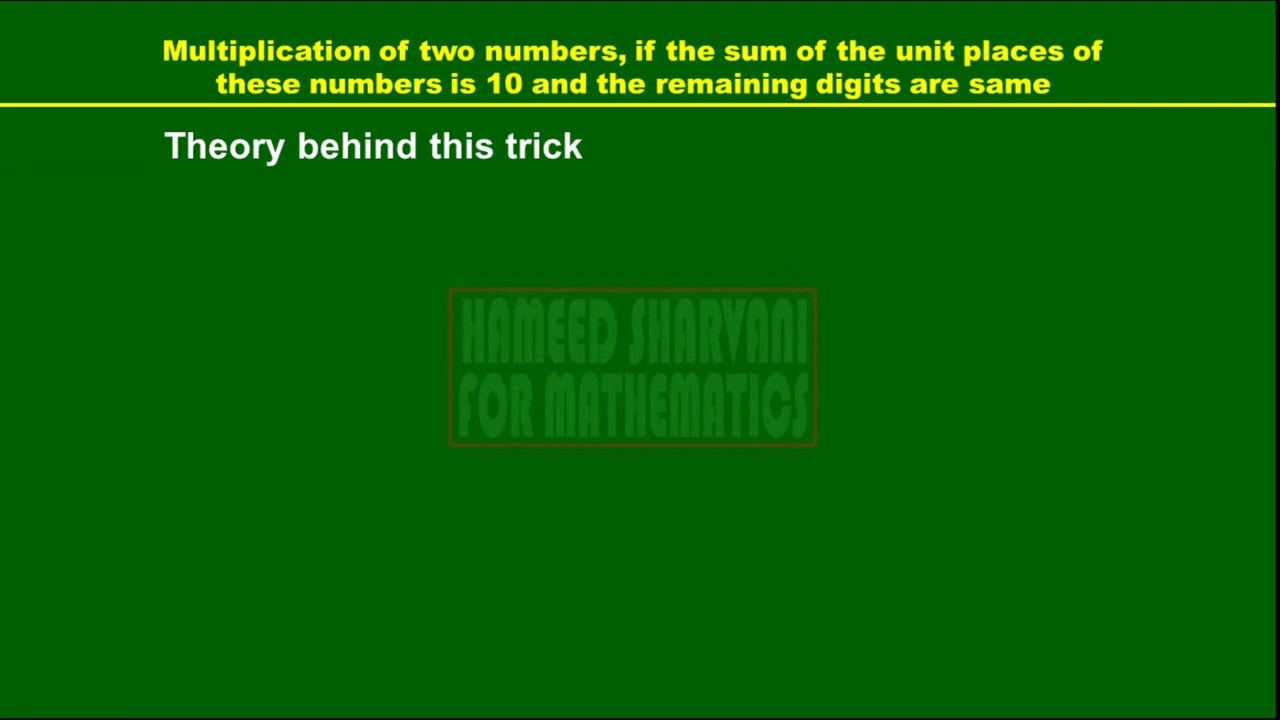 Multiplication of two numbers, if the sum of the unit places of
these numbers is 10 and the remaining digits are same
Theory behind this trick
HAMEED SHARVANI
FOR MATHEMATICS